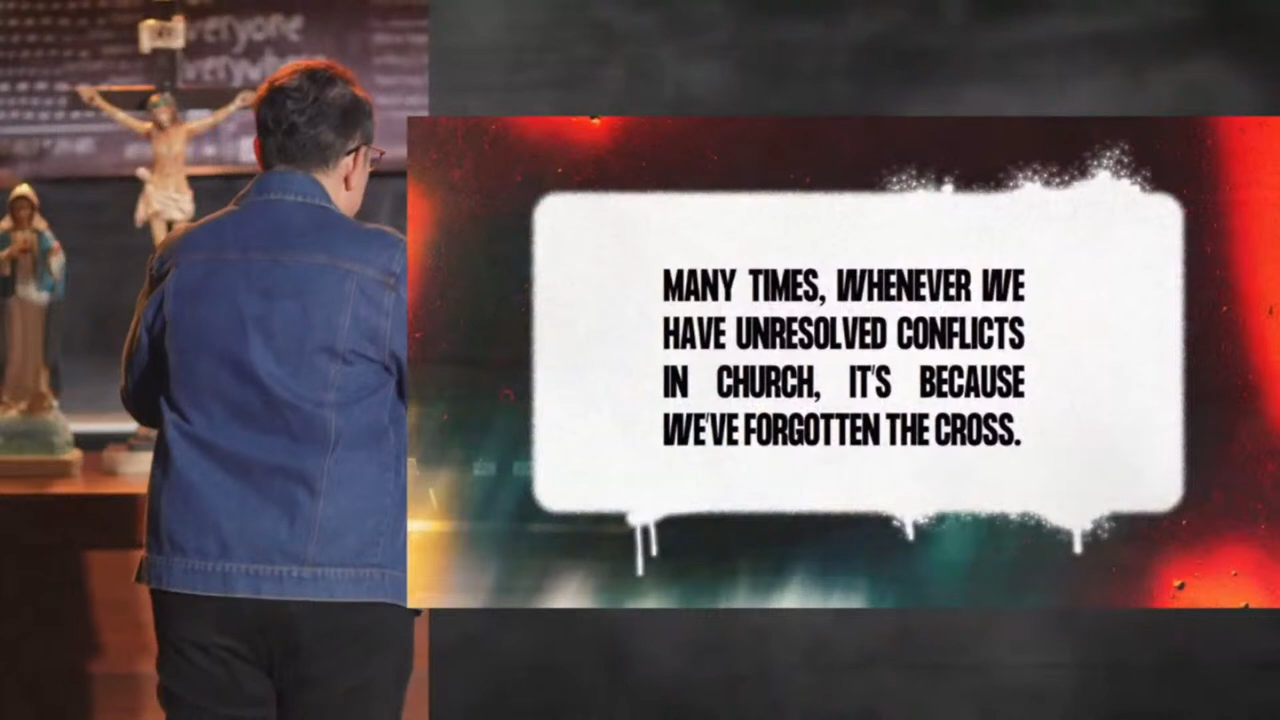 everyone
MANY TIMES, WHENEVER WE
HAVE UNRESOLVED CONFLICTS
IN CHURCH, IT'S BECAUSE
WE'VE FORGOTTEN THE CROSS.